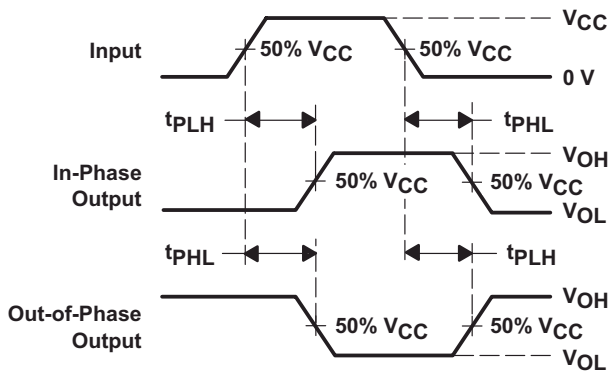 Input
50% VCC
50% VCC
VCC
0 V
tPLH
tPHL
In-Phase
Output
50% VCC
50% VCC
VOH
VOL
tPHL
tPLH
Out-of-Phase
Output
50% VCC
50% VCC
VOH
VOL